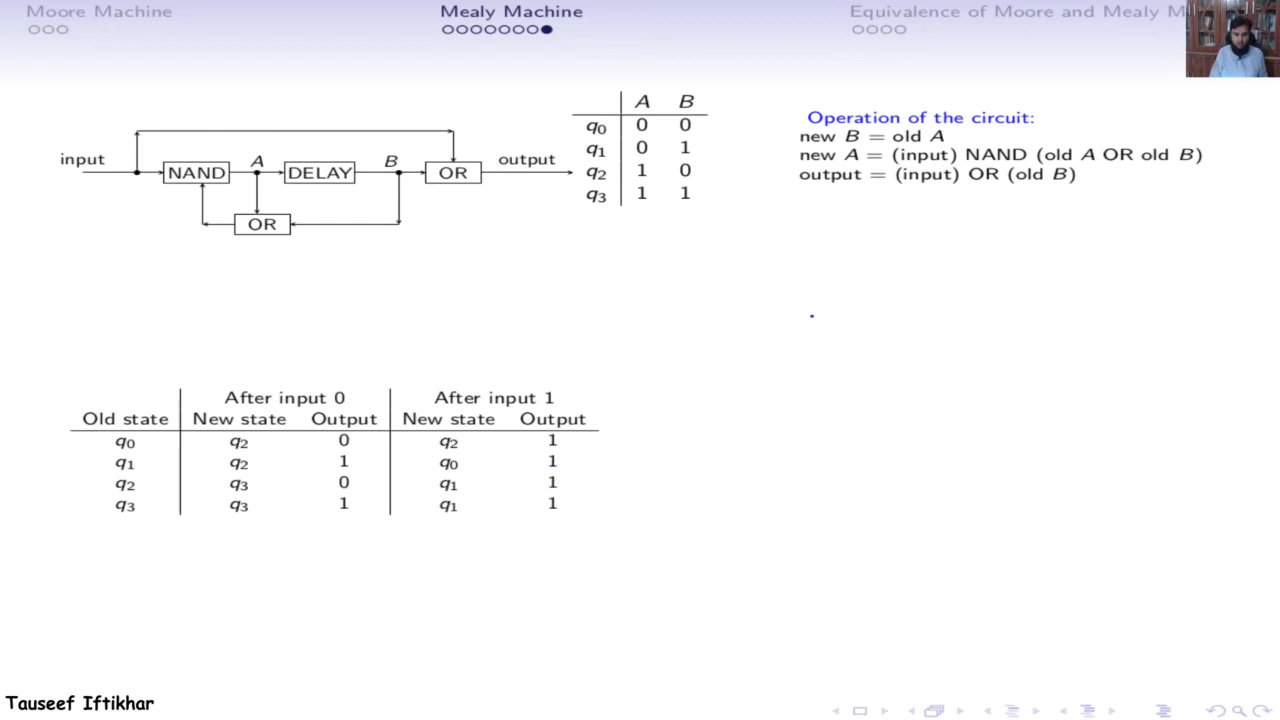 Moore Machine Mealy Machine Equivalence of Moore and Mealy M
input NAND A DELAY B OR output
OR
A B
q0 0 0
q1 0 1
q2 1 0
q3 1 1
Operation of the circuit:
new B = old A
new A = (input) NAND (old A OR old B)
output = (input) OR (old B)
After input 0 After input 1
Old state New state Output New state Output
q0 q2 0 q2 1
q1 q2 1 q0 1
q2 q3 0 q1 1
q3 q3 1 q1 1
Tauseef Iftikhar